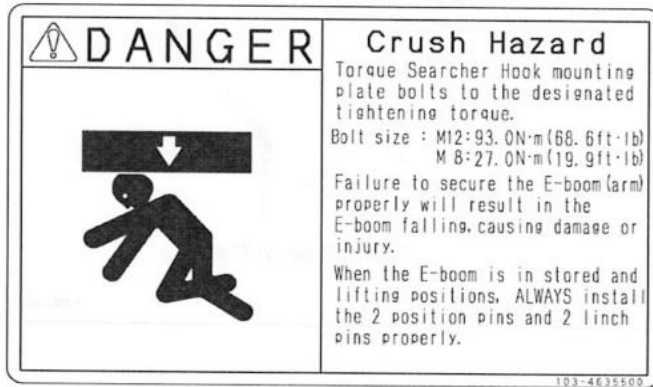 DANGER
Crush Hazard
Torque Searcher Hook mounting
plate bolts to the designated
tightening torque.
Bolt size : M12:93.0N·m(68.6ft·lb)
M 8:27.0N·m(19.9ft·lb)
Failure to secure the E-boom(arm)
properly will result in the
E-boom falling, causing damage or
injury.
When the E-boom is in stored and
lifting positions, ALWAYS install
the 2 position pins and 2 linch
pins properly.
103-4635500